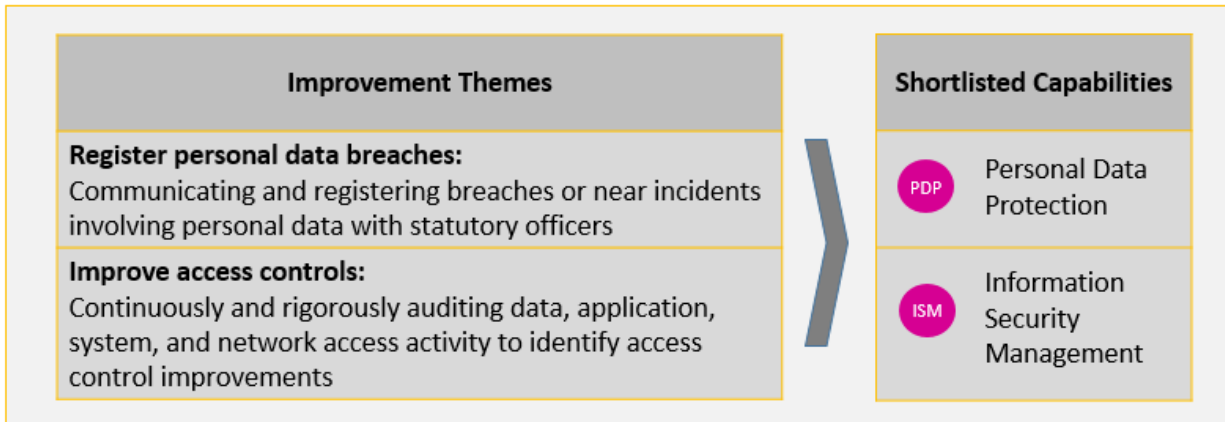 Improvement Themes
Register personal data breaches:
Communicating and registering breaches or near incidents
involving personal data with statutory officers
Improve access controls:
Continuously and rigorously auditing data, application,
system, and network access activity to identify access
control improvements
Shortlisted Capabilities
PDP
Personal Data
Protection
ISM
Information
Security
Management